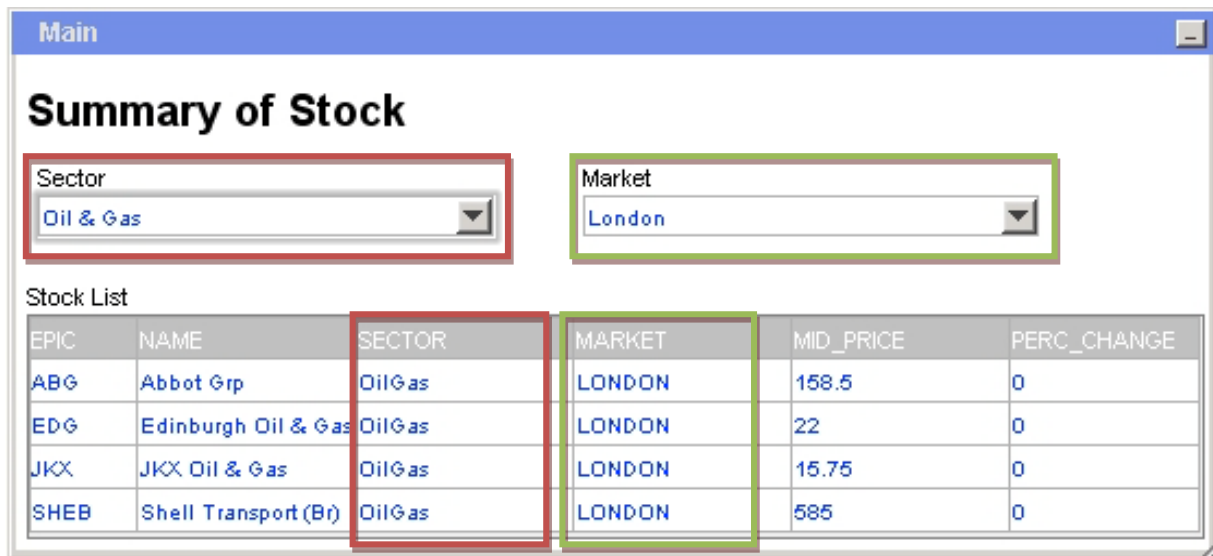 Main
Summary of Stock
Sector Market
Oil & Gas London
Stock List
EPIC NAME SECTOR MARKET MID_PRICE PERC_CHANGE
ABG Abbot Grp OilGas LONDON 158.5 0
EDG Edinburgh Oil & Gas OilGas LONDON 22 0
JKX JKX Oil & Gas OilGas LONDON 15.75 0
SHEB Shell Transport (Br) OilGas LONDON 585 0